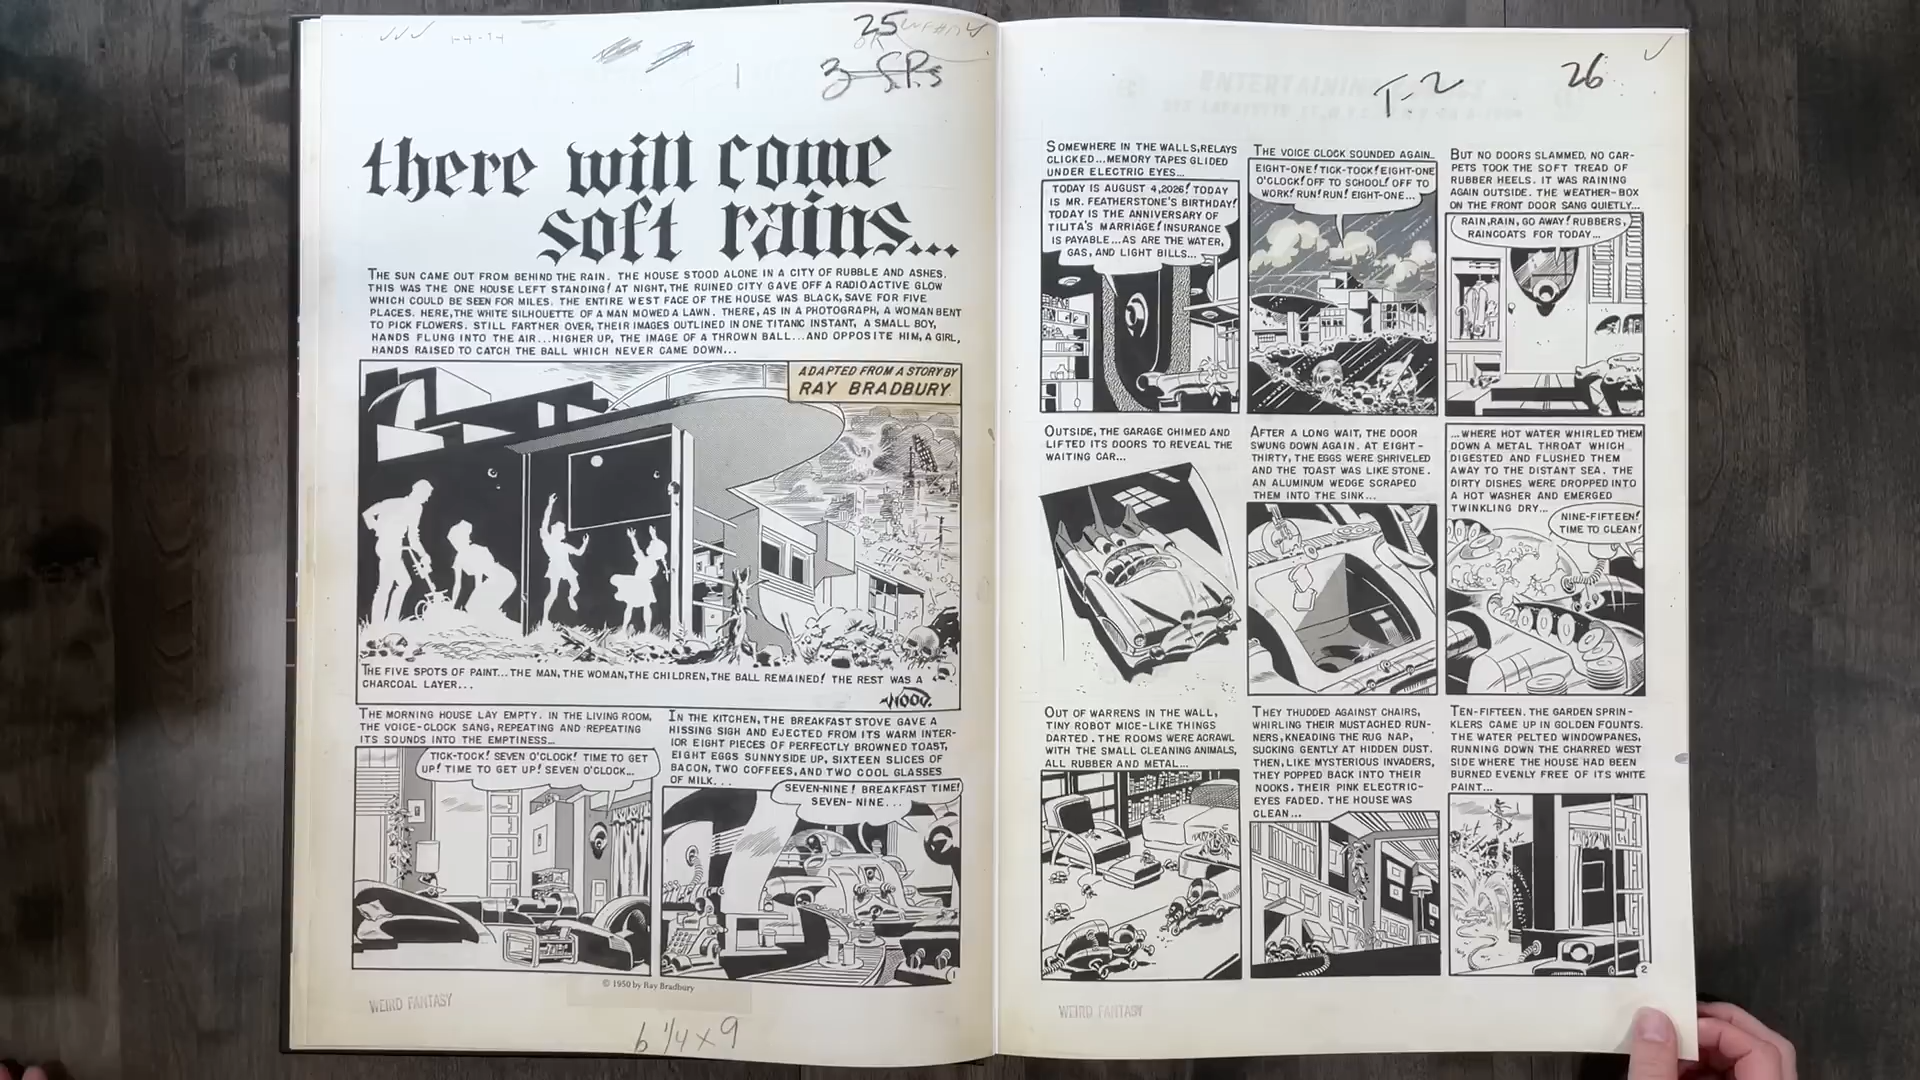 1-4-74
25
3
S.P.s
there will come
soft rains...
THE SUN CAME OUT FROM BEHIND THE RAIN. THE HOUSE STOOD ALONE IN A CITY OF RUBBLE AND ASHES.
THIS WAS THE ONE HOUSE LEFT STANDING! AT NIGHT, THE RUINED CITY GAVE OFF A RADIOACTIVE GLOW
WHICH COULD BE SEEN FOR MILES. THE ENTIRE WEST FACE OF THE HOUSE WAS BLACK, SAVE FOR FIVE
PLACES. HERE, THE WHITE SILHOUETTE OF A MAN MOWED A LAWN. THERE, AS IN A PHOTOGRAPH, A WOMAN BENT
TO PICK FLOWERS. STILL FARTHER OVER, THEIR IMAGES OUTLINED IN ONE TITANIC INSTANT, A SMALL BOY,
HANDS FLUNG INTO THE AIR...HIGHER UP, THE IMAGE OF A THROWN BALL...AND OPPOSITE HIM, A GIRL,
HANDS RAISED TO CATCH THE BALL WHICH NEVER CAME DOWN...
ADAPTED FROM A STORY BY
RAY BRADBURY
THE FIVE SPOTS OF PAINT...THE MAN, THE WOMAN, THE CHILDREN, THE BALL REMAINED! THE REST WAS A
CHARCOAL LAYER...
WOOD.
THE MORNING HOUSE LAY EMPTY. IN THE LIVING ROOM,
THE VOICE-CLOCK SANG, REPEATING AND REPEATING
ITS SOUNDS INTO THE EMPTINESS...
TICK-TOCK! SEVEN O'CLOCK! TIME TO GET
UP! TIME TO GET UP! SEVEN O'CLOCK...
IN THE KITCHEN, THE BREAKFAST STOVE GAVE A
HISSING SIGH AND EJECTED FROM ITS WARM INTER-
IOR EIGHT PIECES OF PERFECTLY BROWNED TOAST,
EIGHT EGGS SUNNYSIDE UP, SIXTEEN SLICES OF
BACON, TWO COFFEES, AND TWO COOL GLASSES
OF MILK...
SEVEN-NINE! BREAKFAST TIME!
SEVEN-NINE...
1
© 1950 by Ray Bradbury
WEIRD FANTASY
6 1/4 x 9
T-2
26
SOMEWHERE IN THE WALLS, RELAYS
CLICKED...MEMORY TAPES GLIDED
UNDER ELECTRIC EYES...
TODAY IS AUGUST 4, 2026! TODAY
IS MR. FEATHERSTONE'S BIRTHDAY!
TODAY IS THE ANNIVERSARY OF
TILITA'S MARRIAGE! INSURANCE
IS PAYABLE...AS ARE THE WATER,
GAS, AND LIGHT BILLS...
THE VOICE CLOCK SOUNDED AGAIN...
EIGHT-ONE! TICK-TOCK! EIGHT-ONE
O'CLOCK! OFF TO SCHOOL! OFF TO
WORK! RUN! RUN! EIGHT-ONE...
BUT NO DOORS SLAMMED, NO CAR-
PETS TOOK THE SOFT TREAD OF
RUBBER HEELS. IT WAS RAINING
AGAIN OUTSIDE. THE WEATHER-BOX
ON THE FRONT DOOR SANG QUIETLY...
RAIN, RAIN, GO AWAY! RUBBERS,
RAINCOATS FOR TODAY...
OUTSIDE, THE GARAGE CHIMED AND
LIFTED ITS DOORS TO REVEAL THE
WAITING CAR...
AFTER A LONG WAIT, THE DOOR
SWUNG DOWN AGAIN. AT EIGHT-
THIRTY, THE EGGS WERE SHRIVELED
AND THE TOAST WAS LIKE STONE.
AN ALUMINUM WEDGE SCRAPED
THEM INTO THE SINK...
...WHERE HOT WATER WHIRLED THEM
DOWN A METAL THROAT WHICH
DIGESTED AND FLUSHED THEM
AWAY TO THE DISTANT SEA. THE
DIRTY DISHES WERE DROPPED INTO
A HOT WASHER AND EMERGED
TWINKLING DRY...
NINE-FIFTEEN!
TIME TO CLEAN!
OUT OF WARRENS IN THE WALL,
TINY ROBOT MICE-LIKE THINGS
DARTED. THE ROOMS WERE ACRAWL
WITH THE SMALL CLEANING ANIMALS,
ALL RUBBER AND METAL...
THEY THUDDED AGAINST CHAIRS,
WHIRLING THEIR MUSTACHED RUN-
NERS, KNEADING THE RUG NAP,
SUCKING GENTLY AT HIDDEN DUST.
THEN, LIKE MYSTERIOUS INVADERS,
THEY POPPED BACK INTO THEIR
NOOKS. THEIR PINK ELECTRIC-
EYES FADED. THE HOUSE WAS
CLEAN...
TEN-FIFTEEN. THE GARDEN SPRIN-
KLERS CAME UP IN GOLDEN FOUNTS.
THE WATER PELTED WINDOWPANES,
RUNNING DOWN THE CHARRED WEST
SIDE WHERE THE HOUSE HAD BEEN
BURNED EVENLY FREE OF ITS WHITE
PAINT...
2
WEIRD FANTASY